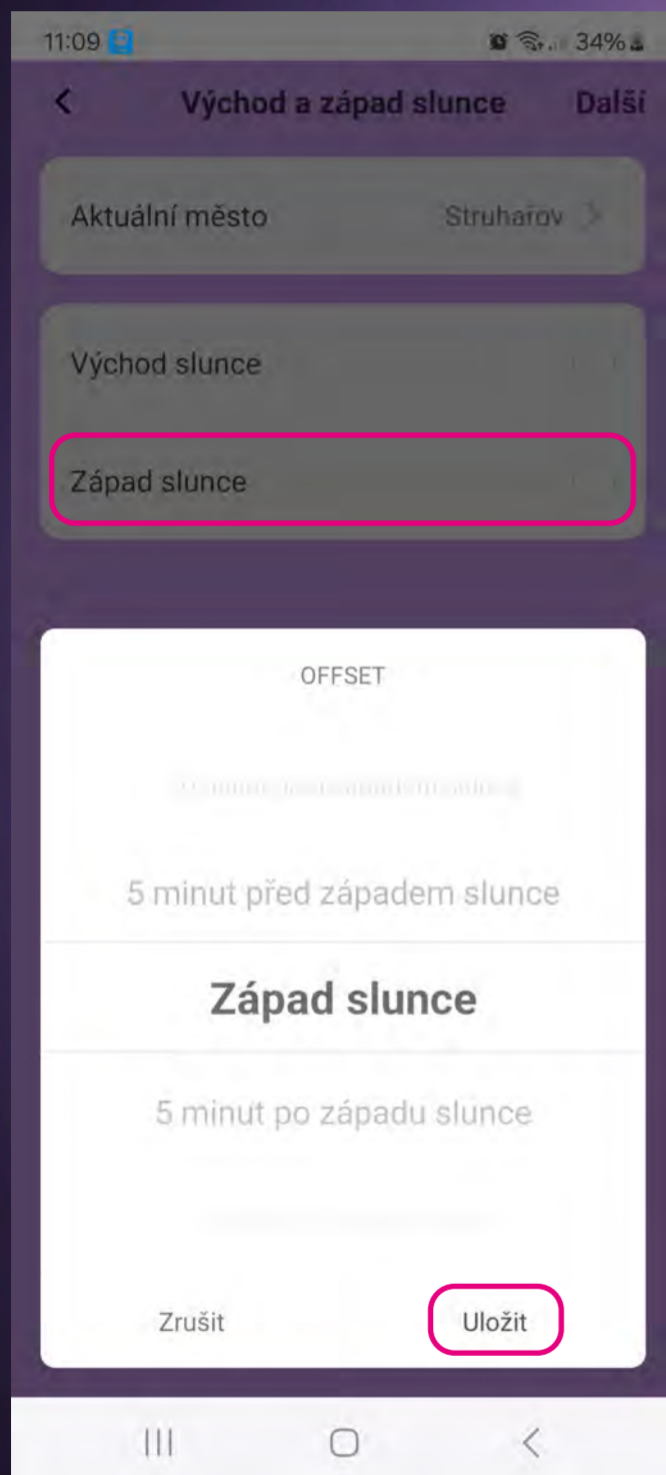 11:09 34%
Východ a západ slunce Další
Aktuální město Struhařov
Východ slunce
Západ slunce
OFFSET
5 minut před západem slunce
Západ slunce
5 minut po západu slunce
Zrušit Uložit